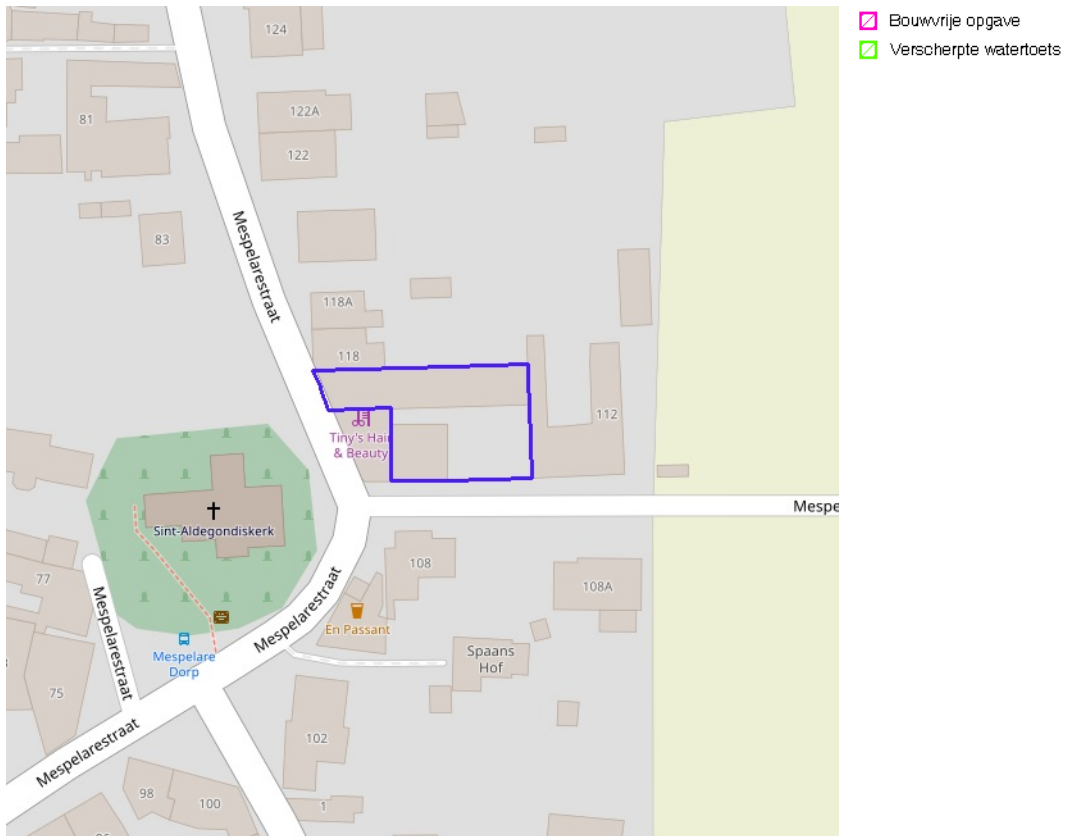 Bouwvrije opgave
Verscherpte watertoets
124
81
122A
122
83
Mespelarestraat
118A
118
112
Tiny's Hair
& Beauty
Mespe
Sint-Aldegondiskerk
108
108A
77
Mespelarestraat
En Passant
Mespelarestraat
Mespelare
Dorp
Spaans
Hof
75
102
Mespelarestraat
98
100
1